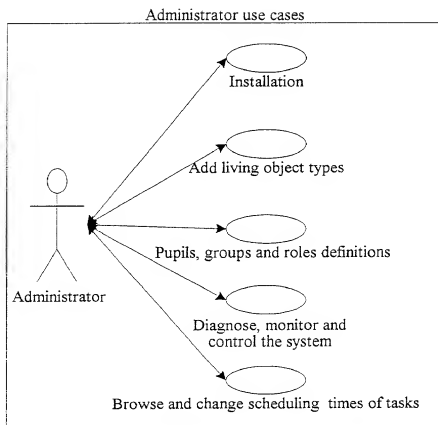 Administrator use cases
Installation
Add living object types
Pupils, groups and roles definitions
Administrator
Diagnose, monitor and
control the system
Browse and change scheduling times of tasks